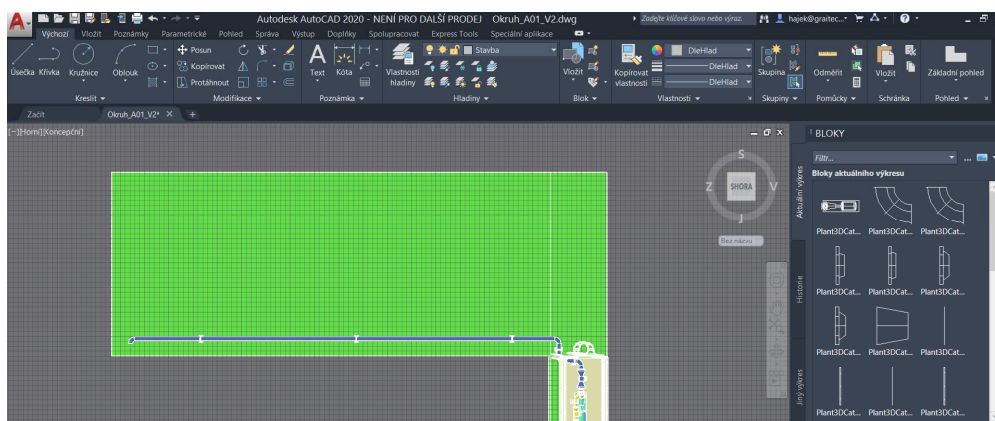 A Autodesk AutoCAD 2020 - NENÍ PRO DALŠÍ PRODEJ Okruh_A01_V2.dwg Zadejte klíčové slovo nebo výraz. hajek@graitec...
Výchozí Vložit Poznámky Parametrické Pohled Správa Výstup Doplňky Spolupracovat Express Tools Speciální aplikace
Úsečka Křivka Kružnice Oblouk
Posun
Kopírovat
Protáhnout
A Text Kóta
Vlastnosti hladiny
Stavba
Vložit
Kopírovat vlastnosti
DleHlad
DleHlad
DleHlad
Skupina
Odměřit
Vložit
Základní pohled
Kreslit Modifikace Poznámka Hladiny Blok Vlastnosti Skupiny Pomůcky Schránka Pohled
Začít Okruh_A01_V2* +
[−][Horní][Koncepční]
S
Z SHORA V
J
Bez názvu
BLOKY
Filtr... ...
Bloky aktuálního výkresu
Aktuální výkres
Historie
Jiný výkres
Plant3DCat... Plant3DCat... Plant3DCat...
Plant3DCat... Plant3DCat... Plant3DCat...
Plant3DCat... Plant3DCat... Plant3DCat...
Plant3DCat... Plant3DCat... Plant3DCat...